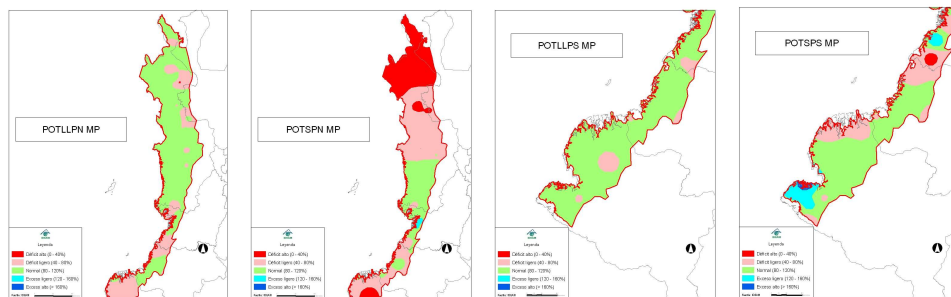 POTLLPN MP
Leyenda
Déficit alto (0 - 40%)
Déficit ligero (40 - 80%)
Normal (80 - 120%)
Exceso ligero (120 - 160%)
Exceso alto (> 160%)
POTSPN MP
Leyenda
Déficit alto (0 - 40%)
Déficit ligero (40 - 80%)
Normal (80 - 120%)
Exceso ligero (120 - 160%)
Exceso alto (> 160%)
POTLLPS MP
Leyenda
Déficit alto (0 - 40%)
Déficit ligero (40 - 80%)
Normal (80 - 120%)
Exceso ligero (120 - 160%)
Exceso alto (> 160%)
POTSPS MP
Leyenda
Déficit alto (0 - 40%)
Déficit ligero (40 - 80%)
Normal (80 - 120%)
Exceso ligero (120 - 160%)
Exceso alto (> 160%)